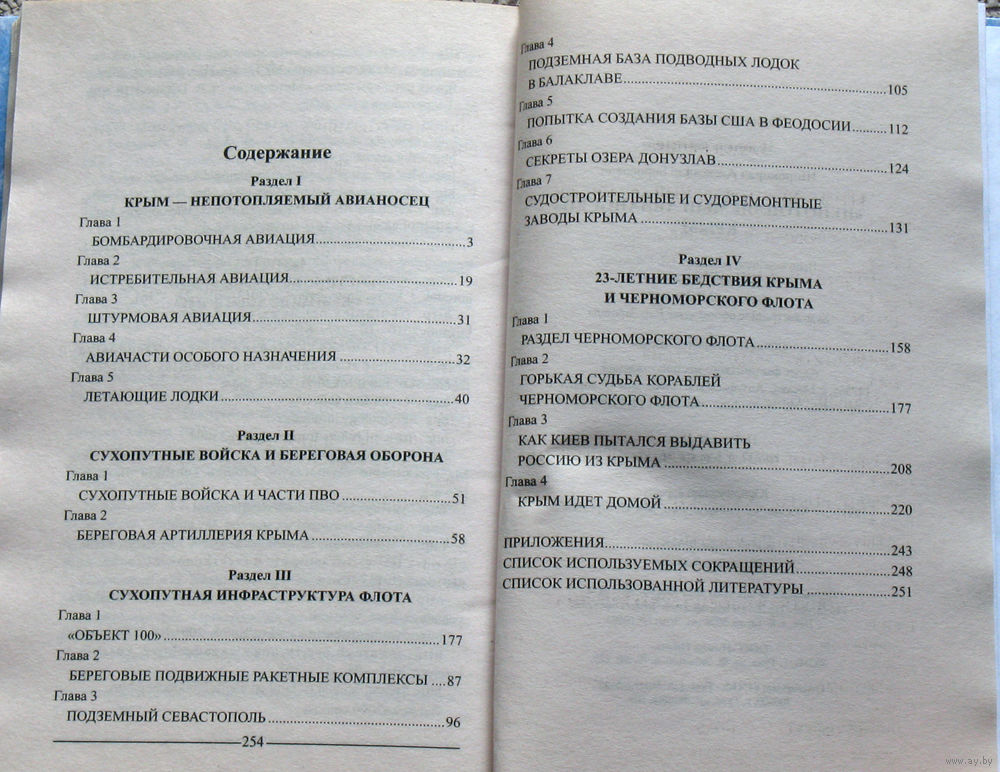 Содержание
Раздел I
КРЫМ — НЕПОТОПЛЯЕМЫЙ АВИАНОСЕЦ
Глава 1
БОМБАРДИРОВОЧНАЯ АВИАЦИЯ 3
Глава 2
ИСТРЕБИТЕЛЬНАЯ АВИАЦИЯ 19
Глава 3
ШТУРМОВАЯ АВИАЦИЯ 31
Глава 4
АВИАЧАСТИ ОСОБОГО НАЗНАЧЕНИЯ 32
Глава 5
ЛЕТАЮЩИЕ ЛОДКИ 40
Раздел II
СУХОПУТНЫЕ ВОЙСКА И БЕРЕГОВАЯ ОБОРОНА
Глава 1
СУХОПУТНЫЕ ВОЙСКА И ЧАСТИ ПВО 51
Глава 2
БЕРЕГОВАЯ АРТИЛЛЕРИЯ КРЫМА 58
Раздел III
СУХОПУТНАЯ ИНФРАСТРУКТУРА ФЛОТА
Глава 1
«ОБЪЕКТ 100» 177
Глава 2
БЕРЕГОВЫЕ ПОДВИЖНЫЕ РАКЕТНЫЕ КОМПЛЕКСЫ 87
Глава 3
ПОДЗЕМНЫЙ СЕВАСТОПОЛЬ 96
254
Глава 4
ПОДЗЕМНАЯ БАЗА ПОДВОДНЫХ ЛОДОК
В БАЛАКЛАВЕ 105
Глава 5
ПОПЫТКА СОЗДАНИЯ БАЗЫ США В ФЕОДОСИИ 112
Глава 6
СЕКРЕТЫ ОЗЕРА ДОНУЗЛАВ 124
Глава 7
СУДОСТРОИТЕЛЬНЫЕ И СУДОРЕМОНТНЫЕ
ЗАВОДЫ КРЫМА 131
Раздел IV
23-ЛЕТНИЕ БЕДСТВИЯ КРЫМА
И ЧЕРНОМОРСКОГО ФЛОТА
Глава 1
РАЗДЕЛ ЧЕРНОМОРСКОГО ФЛОТА 158
Глава 2
ГОРЬКАЯ СУДЬБА КОРАБЛЕЙ
ЧЕРНОМОРСКОГО ФЛОТА 177
Глава 3
КАК КИЕВ ПЫТАЛСЯ ВЫДАВИТЬ
РОССИЮ ИЗ КРЫМА 208
Глава 4
КРЫМ ИДЕТ ДОМОЙ 220
ПРИЛОЖЕНИЯ 243
СПИСОК ИСПОЛЬЗУЕМЫХ СОКРАЩЕНИЙ 248
СПИСОК ИСПОЛЬЗОВАННОЙ ЛИТЕРАТУРЫ 251
www.ay.by